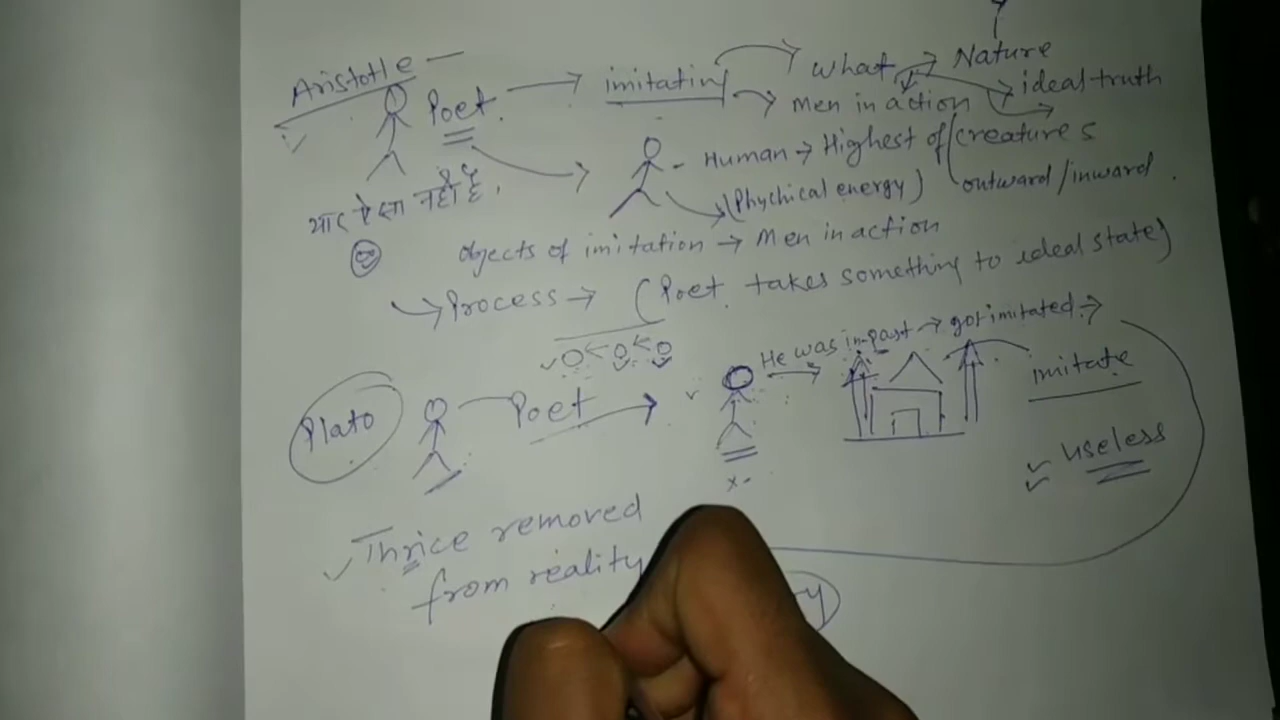 Aristotle —
Poet. → imitating → what → Nature
→ ideal truth
→ Men in action
Human → Highest of creatures
(Phychical energy) outward/inward.
यार ऐसा नहीं है,
objects of imitation → Men in action
→ Process → (Poet takes something to ideal state)
He was in past → got imitated →
Plato
Poet
imitate
useless
Thrice removed
from reality